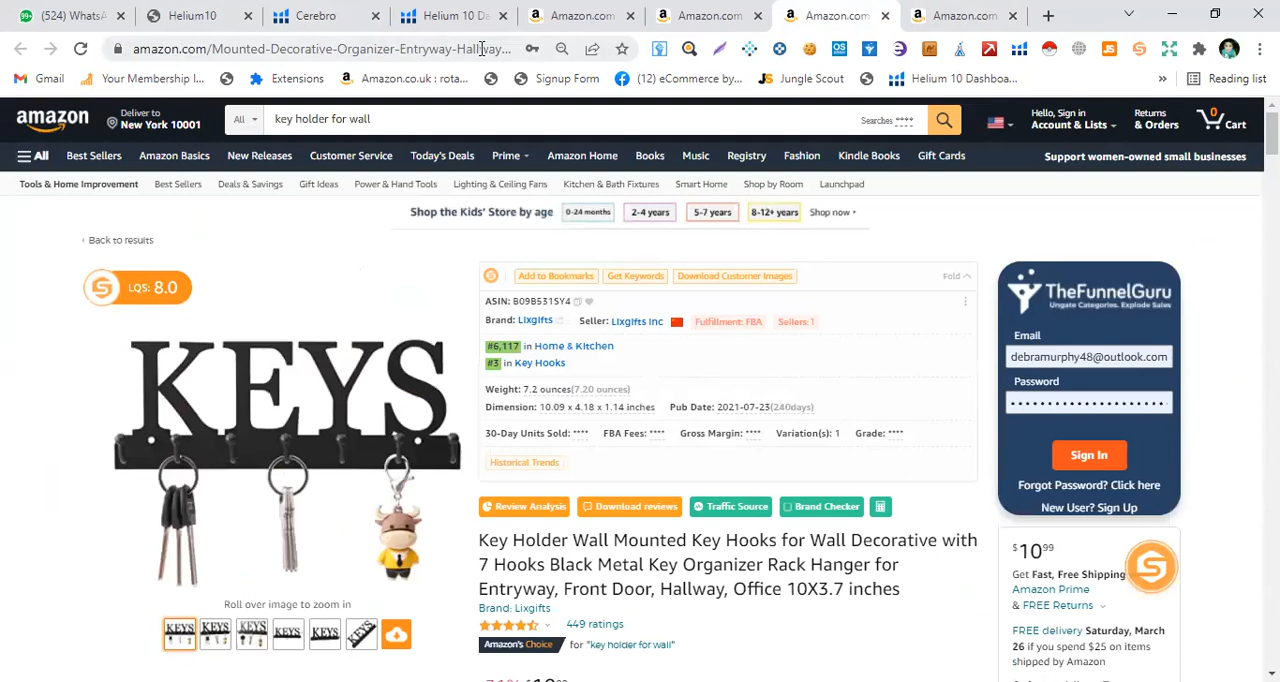 99+ (524) WhatsA
Helium10
Cerebro
Helium 10 Da
Amazon.com
Amazon.com
Amazon.com
Amazon.com
amazon.com/Mounted-Decorative-Organizer-Entryway-Hallway...
Gmail
Your Membership I...
Extensions
Amazon.co.uk : rota...
Signup Form
(12) eCommerce by...
Jungle Scout
Helium 10 Dashboa...
»
Reading list
amazon
Deliver to
New York 10001
All
key holder for wall
Searches ****
Hello, Sign in
Account & Lists
Returns
& Orders
0
Cart
All
Best Sellers
Amazon Basics
New Releases
Customer Service
Today's Deals
Prime
Amazon Home
Books
Music
Registry
Fashion
Kindle Books
Gift Cards
Support women-owned small businesses
Tools & Home Improvement
Best Sellers
Deals & Savings
Gift Ideas
Power & Hand Tools
Lighting & Ceiling Fans
Kitchen & Bath Fixtures
Smart Home
Shop by Room
Launchpad
Shop the Kids' Store by age
0-24 months
2-4 years
5-7 years
8-12+ years
Shop now
‹ Back to results
S LQS: 8.0
KEYS
Roll over image to zoom in
S
Add to Bookmarks
Get Keywords
Download Customer Images
Fold
ASIN: B09B531SY4
Brand: Lixgifts
Seller: Lixgifts Inc
Fulfillment: FBA
Sellers:1
#6,117 in Home & Kitchen
#3 in Key Hooks
Weight: 7.2 ounces(7.20 ounces)
Dimension: 10.09 x 4.18 x 1.14 inches
Pub Date: 2021-07-23(240days)
30-Day Units Sold: ****
FBA Fees: ****
Gross Margin: ****
Variation(s): 1
Grade: ****
Historical Trends
Review Analysis
Download reviews
Traffic Source
Brand Checker
Key Holder Wall Mounted Key Hooks for Wall Decorative with
7 Hooks Black Metal Key Organizer Rack Hanger for
Entryway, Front Door, Hallway, Office 10X3.7 inches
Brand: Lixgifts
449 ratings
Amazon's Choice
for "key holder for wall"
TheFunnelGuru
Ungate Categories. Explode Sales
Email
debramurphy48@outlook.com
Password
Sign In
Forgot Password? Click here
New User? Sign Up
$10 99
Get Fast, Free Shipping
Amazon Prime
& FREE Returns
FREE delivery Saturday, March
26 if you spend $25 on items
shipped by Amazon